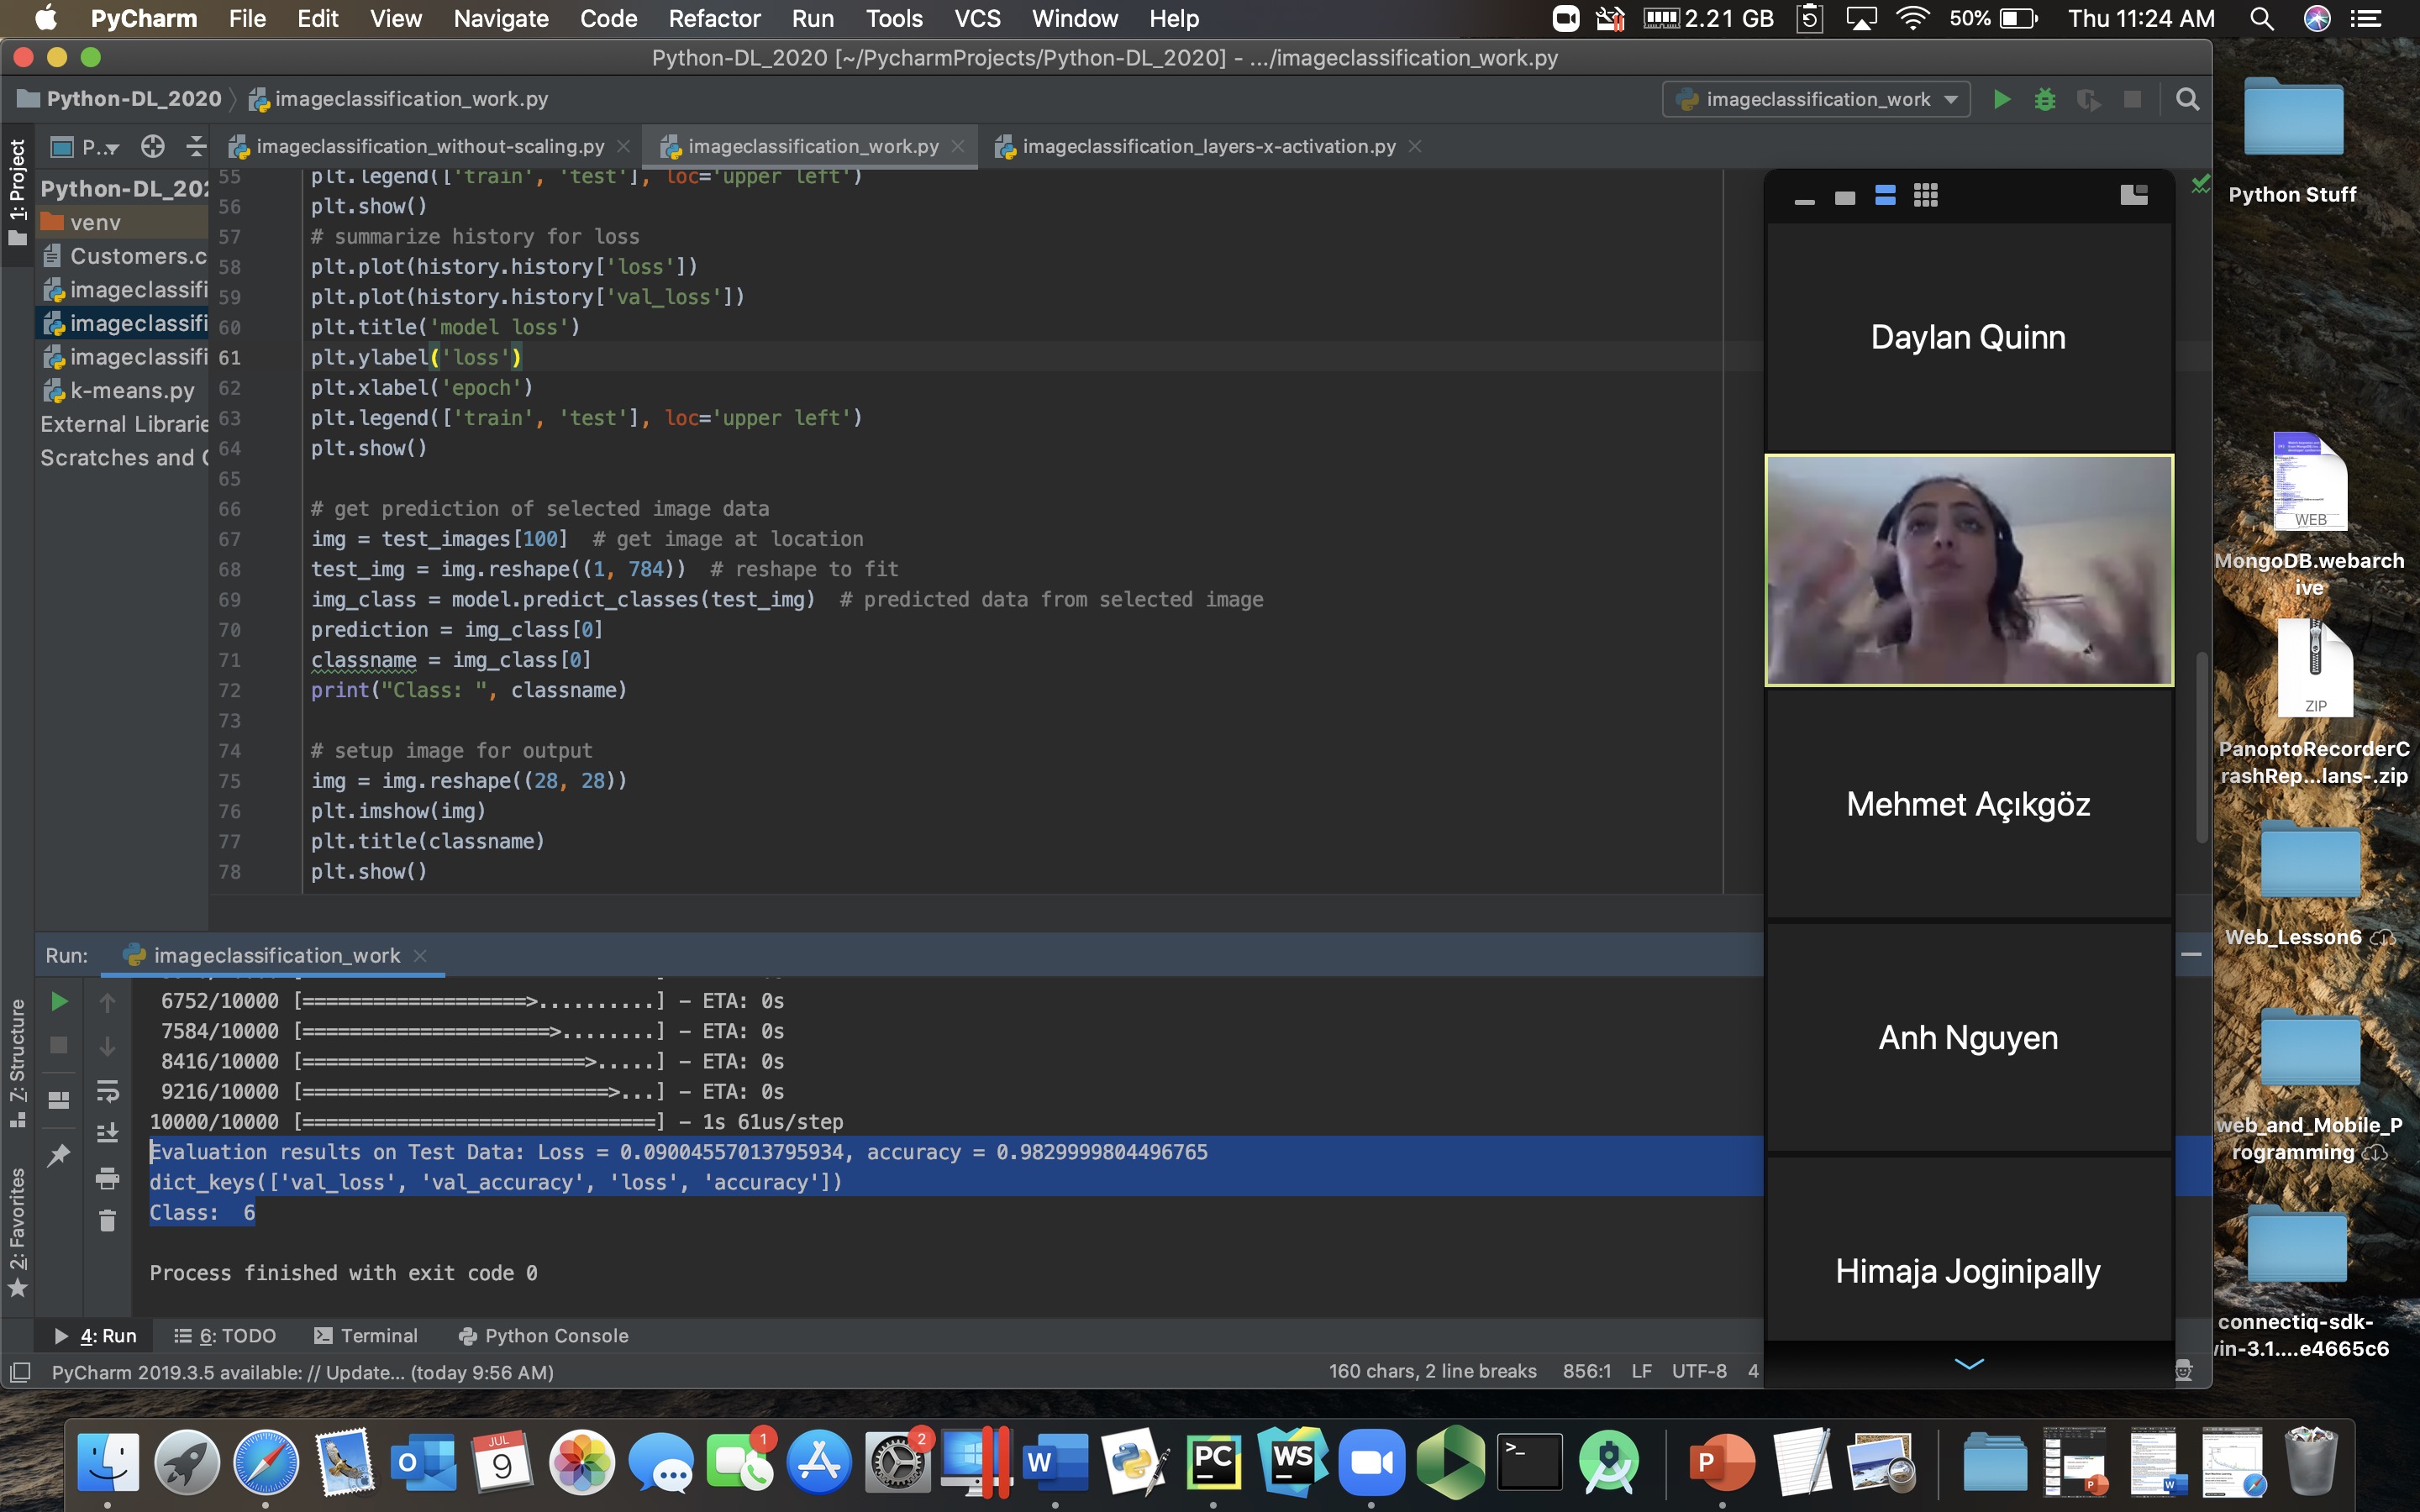 PyCharm File Edit View Navigate Code Refactor Run Tools VCS Window Help 2.21 GB 50% Thu 11:24 AM
Python-DL_2020 [~/PycharmProjects/Python-DL_2020] - .../imageclassification_work.py
Python-DL_2020 imageclassification_work.py imageclassification_work
1: Project P.. imageclassification_without-scaling.py imageclassification_work.py imageclassification_layers-x-activation.py
Python-DL_202
venv
Customers.c
imageclassifi
imageclassifi
imageclassifi
k-means.py
External Librarie
Scratches and
55 plt.legend(['train', 'test'], loc='upper left')
56 plt.show()
57 # summarize history for loss
58 plt.plot(history.history['loss'])
59 plt.plot(history.history['val_loss'])
60 plt.title('model loss')
61 plt.ylabel('loss')
62 plt.xlabel('epoch')
63 plt.legend(['train', 'test'], loc='upper left')
64 plt.show()
65
66 # get prediction of selected image data
67 img = test_images[100]  # get image at location
68 test_img = img.reshape((1, 784))  # reshape to fit
69 img_class = model.predict_classes(test_img)  # predicted data from selected image
70 prediction = img_class[0]
71 classname = img_class[0]
72 print("Class: ", classname)
73
74 # setup image for output
75 img = img.reshape((28, 28))
76 plt.imshow(img)
77 plt.title(classname)
78 plt.show()
Daylan Quinn
Mehmet Açıkgöz
Anh Nguyen
Himaja Joginipally
Run: imageclassification_work
6752/10000 [===================>..........] - ETA: 0s
7584/10000 [=====================>........] - ETA: 0s
8416/10000 [========================>.....] - ETA: 0s
9216/10000 [==========================>...] - ETA: 0s
10000/10000 [==============================] - 1s 61us/step
Evaluation results on Test Data: Loss = 0.09004557013795934, accuracy = 0.9829999804496765
dict_keys(['val_loss', 'val_accuracy', 'loss', 'accuracy'])
Class:  6
Process finished with exit code 0
7: Structure
2: Favorites
4: Run 6: TODO Terminal Python Console
PyCharm 2019.3.5 available: // Update... (today 9:56 AM) 160 chars, 2 line breaks 856:1 LF UTF-8 4
Python Stuff
WEB
MongoDB.webarch
ive
ZIP
PanoptoRecorderC
rashRep...lans-.zip
Web_Lesson6
web_and_Mobile_P
rogramming
connectiq-sdk-
win-3.1....e4665c6
JUL
9
1
2
W
PC
WS
>_
P